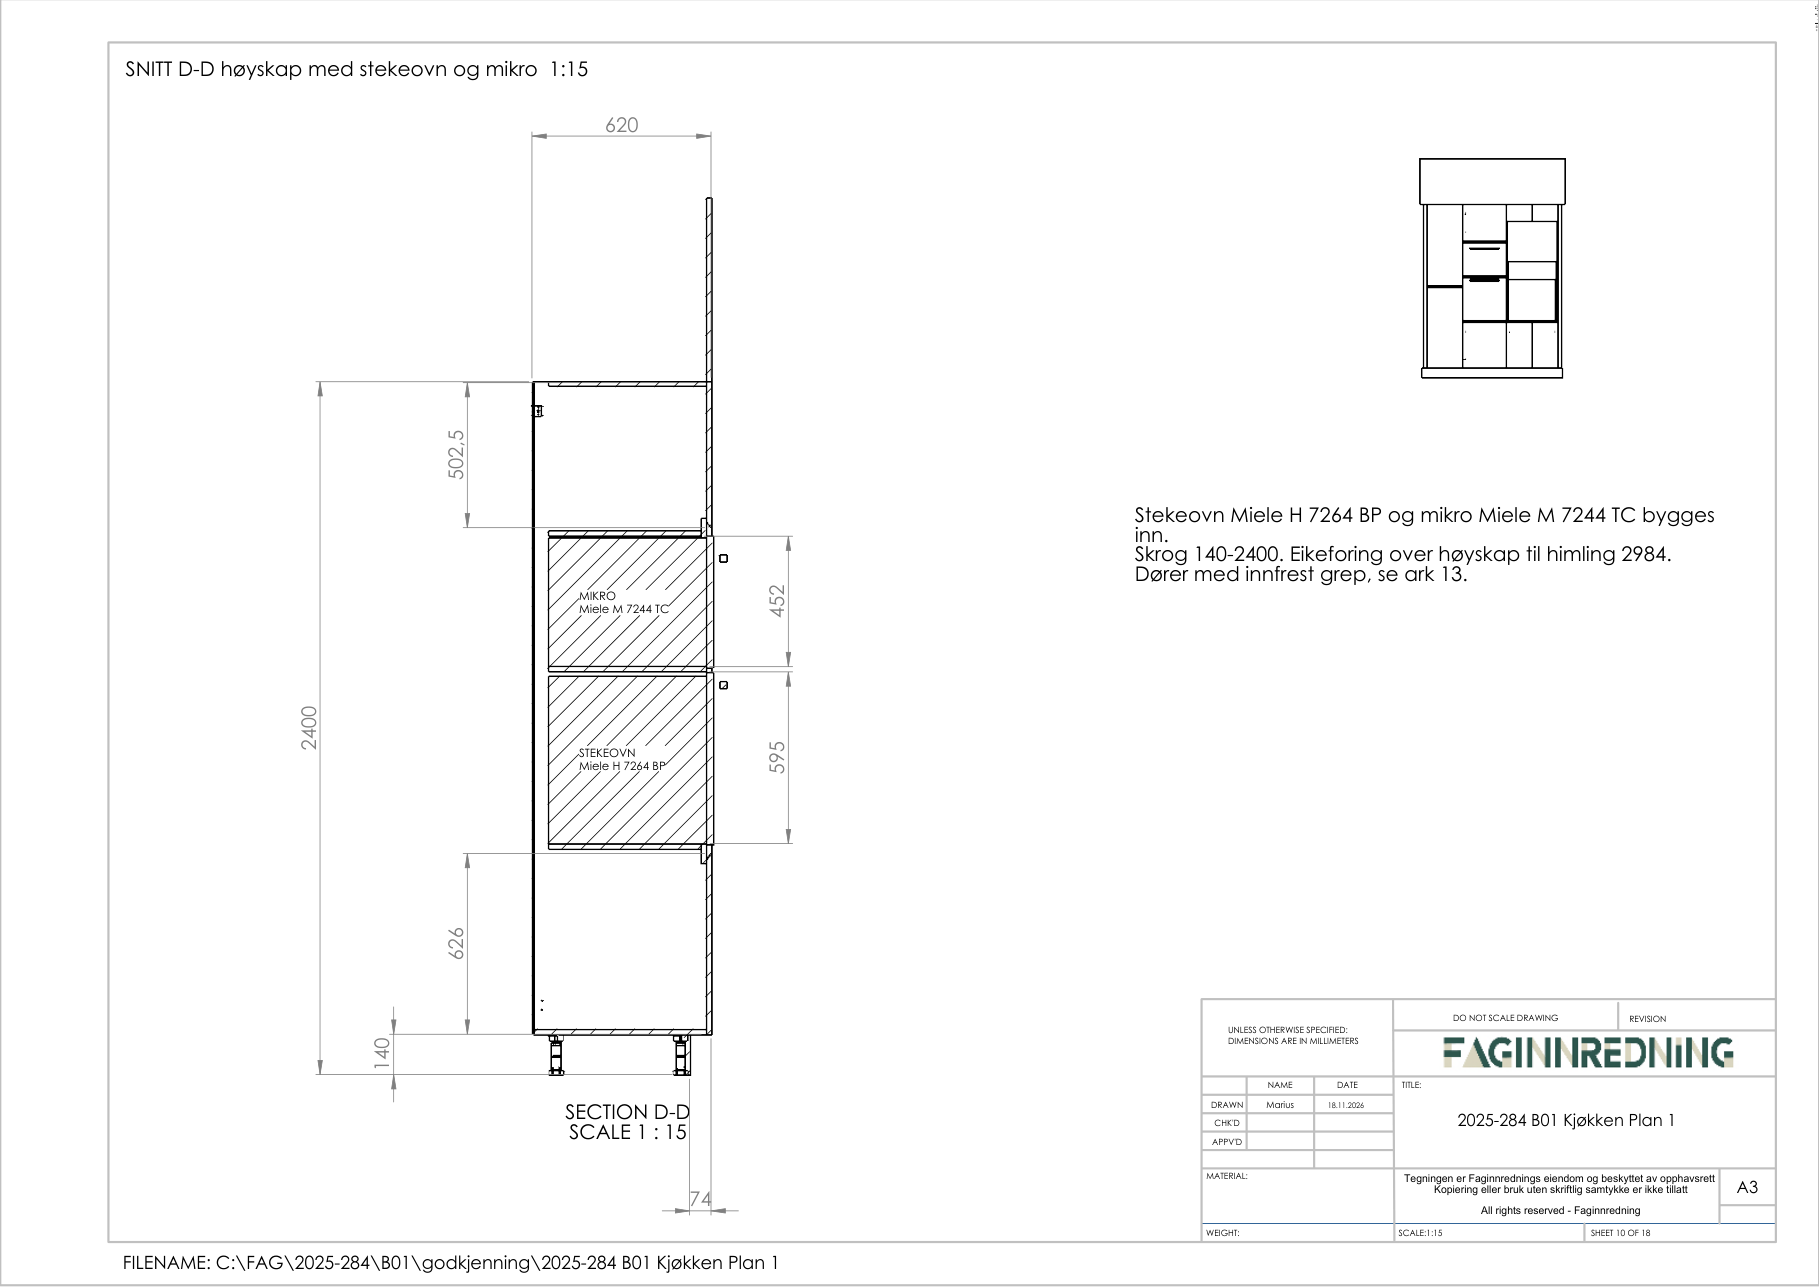 SNITT D-D høyskap med stekeovn og mikro  1:15
620
502,5
2400
626
140
452
595
74
MIKRO
Miele M 7244 TC
STEKEOVN
Miele H 7264 BP
SECTION D-D
SCALE 1 : 15
Stekeovn Miele H 7264 BP og mikro Miele M 7244 TC bygges
inn.
Skrog 140-2400. Eikeforing over høyskap til himling 2984.
Dører med innfrest grep, se ark 13.
UNLESS OTHERWISE SPECIFIED:
DIMENSIONS ARE IN MILLIMETERS
DO NOT SCALE DRAWING
REVISION
FAGINNREDNING
NAME
DATE
DRAWN
Marius
18.11.2026
CHK'D
APPV'D
TITLE:
2025-284 B01 Kjøkken Plan 1
MATERIAL:
Tegningen er Faginnrednings eiendom og beskyttet av opphavsrett
Kopiering eller bruk uten skriftlig samtykke er ikke tillatt
All rights reserved - Faginnredning
A3
WEIGHT:
SCALE:1:15
SHEET 10 OF 18
FILENAME: C:\FAG\2025-284\B01\godkjenning\2025-284 B01 Kjøkken Plan 1